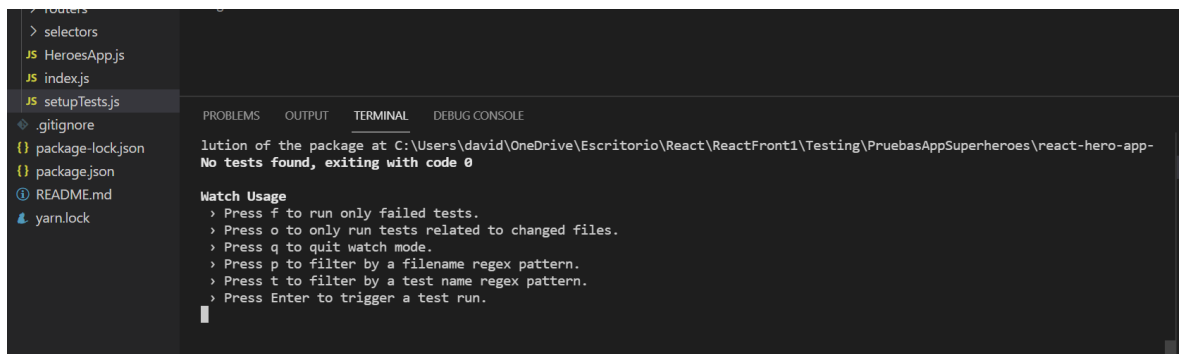 routers
> selectors
JS HeroesApp.js
JS index.js
JS setupTests.js
.gitignore
{} package-lock.json
{} package.json
README.md
yarn.lock
PROBLEMS OUTPUT TERMINAL DEBUG CONSOLE
lution of the package at C:\Users\david\OneDrive\Escritorio\React\ReactFront1\Testing\PruebasAppSuperheroes\react-hero-app-
No tests found, exiting with code 0
Watch Usage
› Press f to run only failed tests.
› Press o to only run tests related to changed files.
› Press q to quit watch mode.
› Press p to filter by a filename regex pattern.
› Press t to filter by a test name regex pattern.
› Press Enter to trigger a test run.